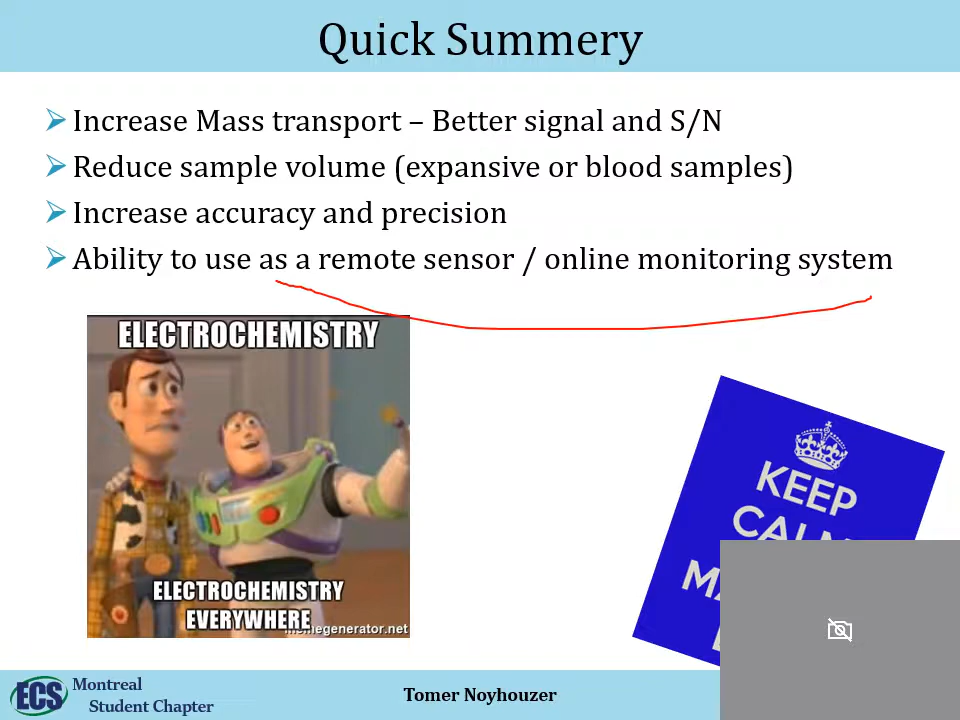 Quick Summery
Increase Mass transport – Better signal and S/N
Reduce sample volume (expansive or blood samples)
Increase accuracy and precision
Ability to use as a remote sensor / online monitoring system
ELECTROCHEMISTRY
ELECTROCHEMISTRY
EVERYWHERE
KEEP
ECS
Montreal
Student Chapter
Tomer Noyhouzer